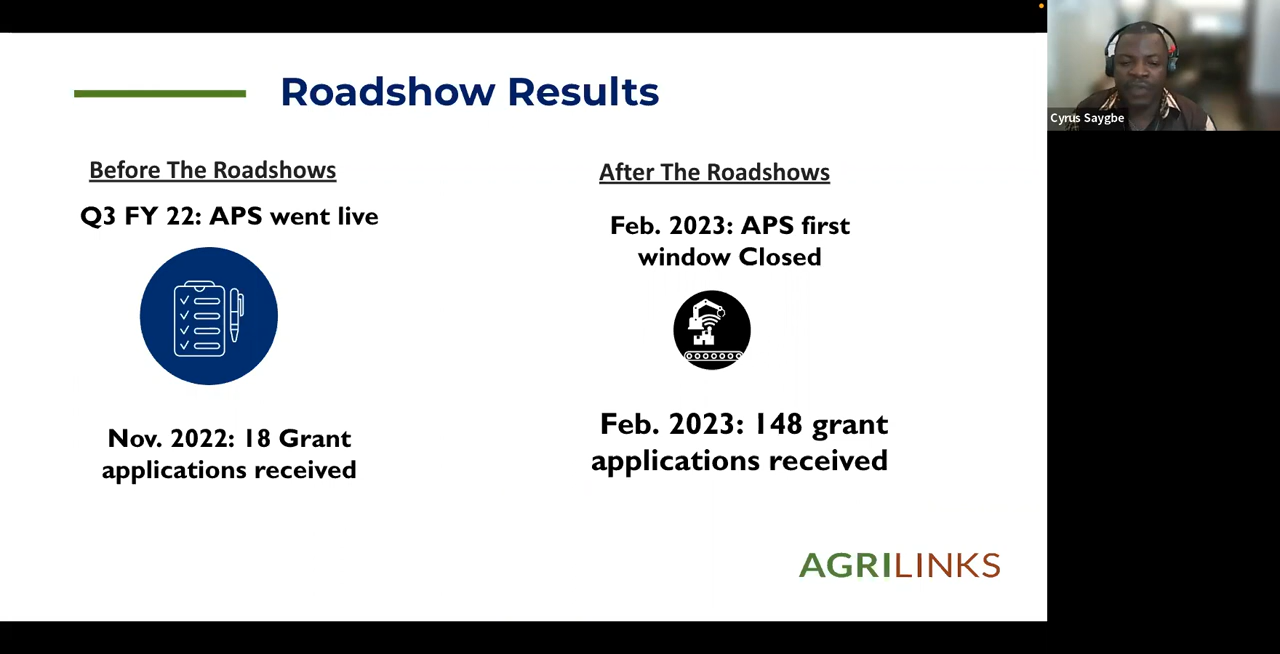 Roadshow Results
Before The Roadshows
Q3 FY 22: APS went live
Nov. 2022: 18 Grant
applications received
After The Roadshows
Feb. 2023: APS first
window Closed
Feb. 2023: 148 grant
applications received
AGRILINKS
Cyrus Saygbe